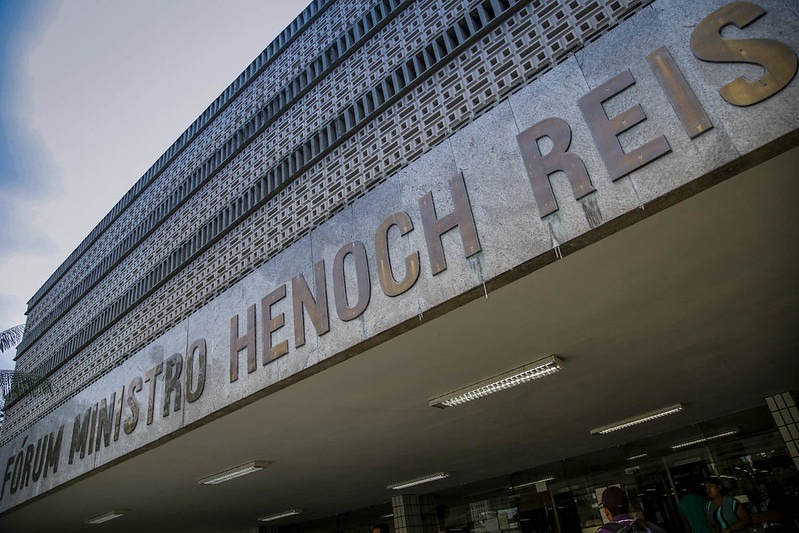 FÓRUM MINISTRO HENOCH REIS